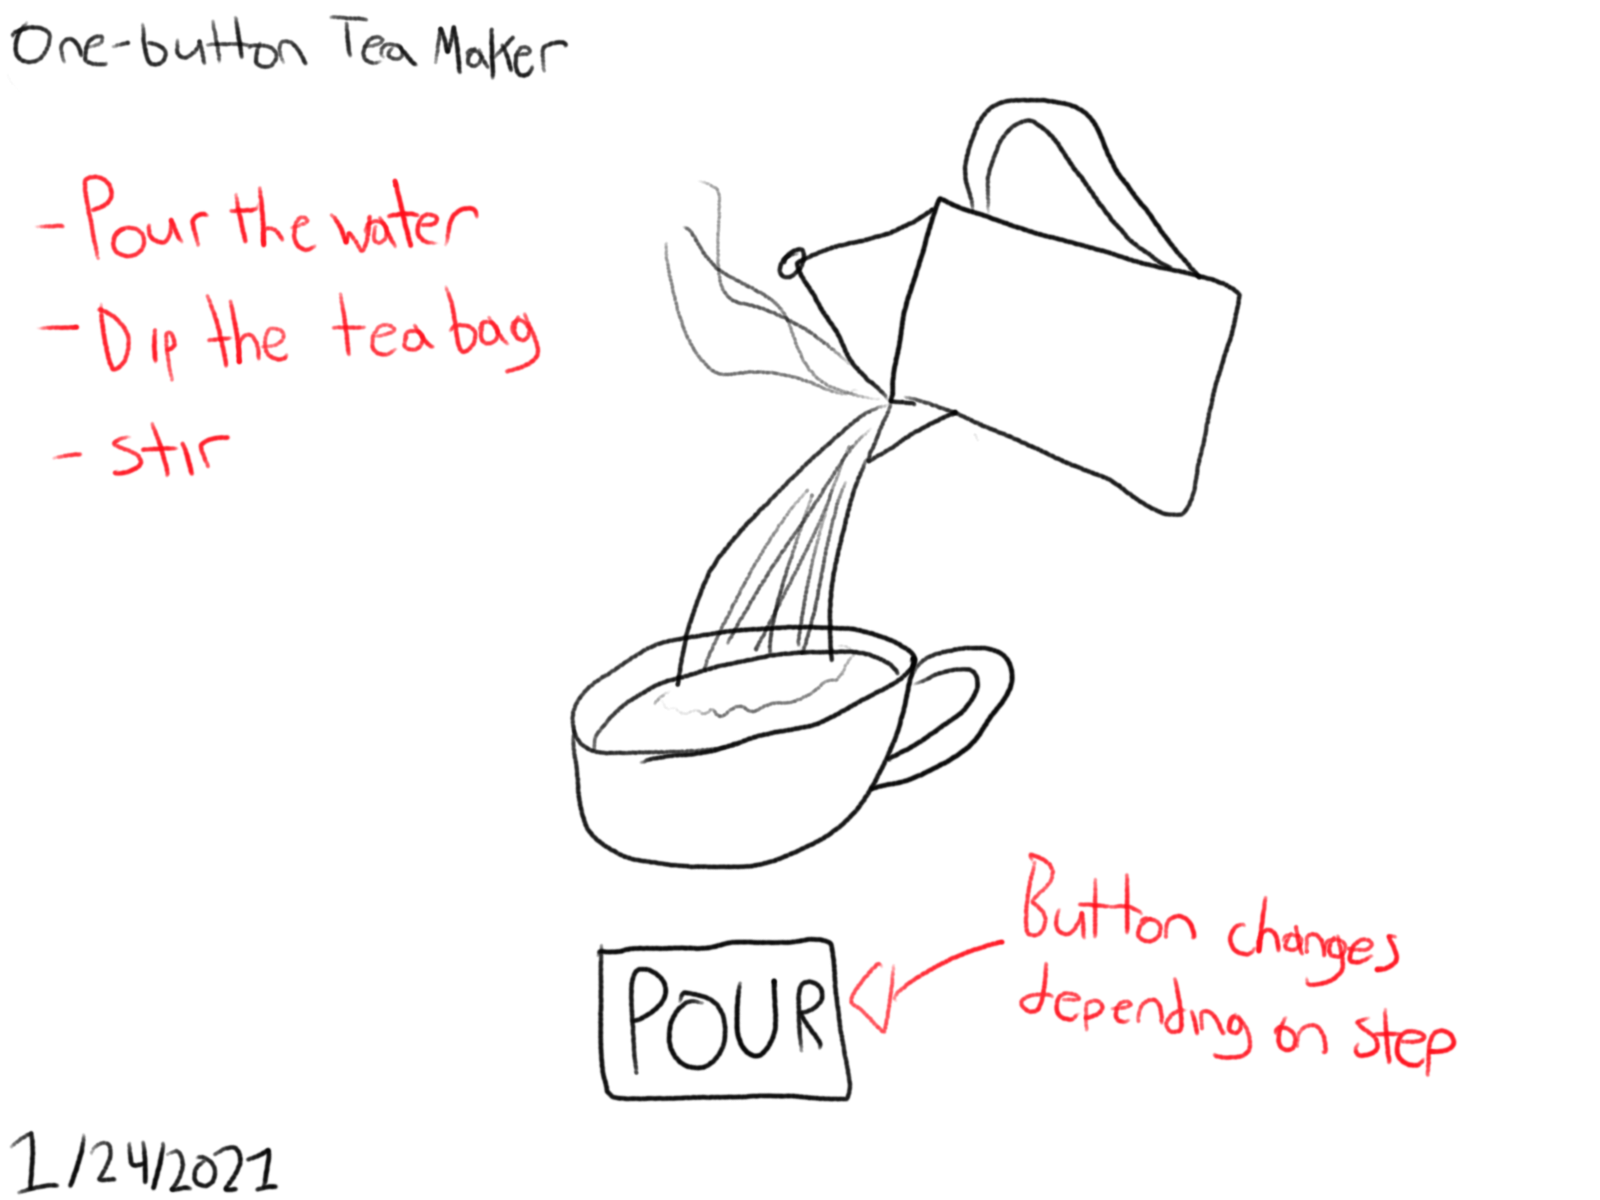 One-button Tea Maker
- Pour the water
- Dip the tea bag
- stir
POUR
Button changes
depending on step
1/24/2021